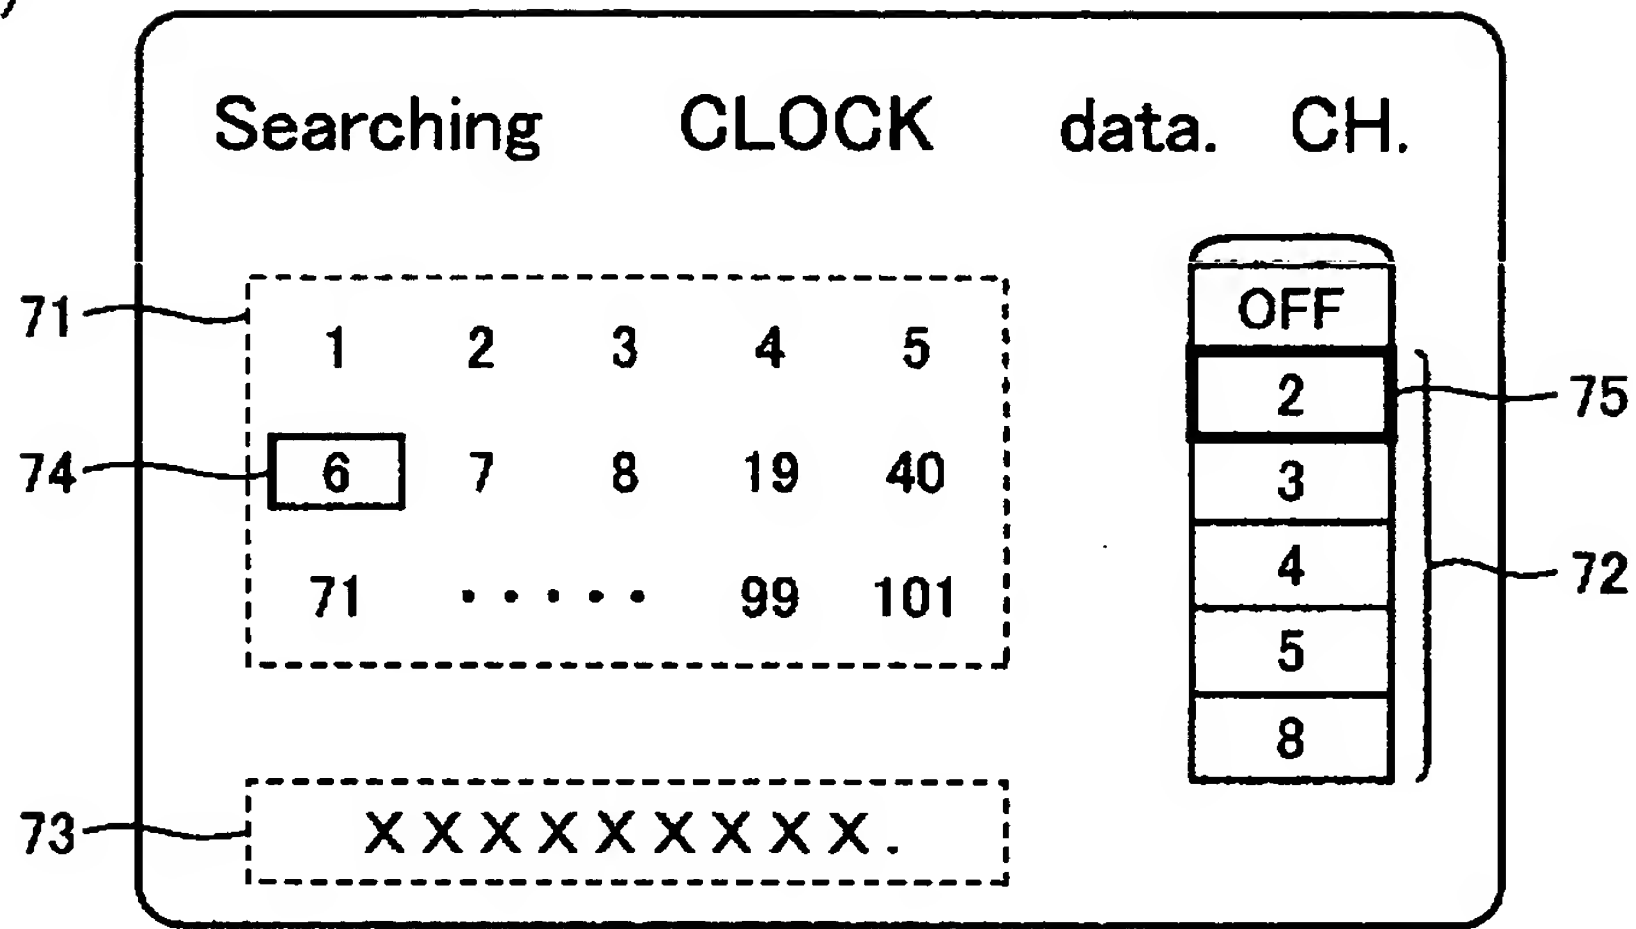 Searching CLOCK data. CH.
71 1 2 3 4 5 OFF
2 75
74 6 7 8 19 40 3
4 72
71 ・・・・・ 99 101
5
8
73 XXXXXXXXX.